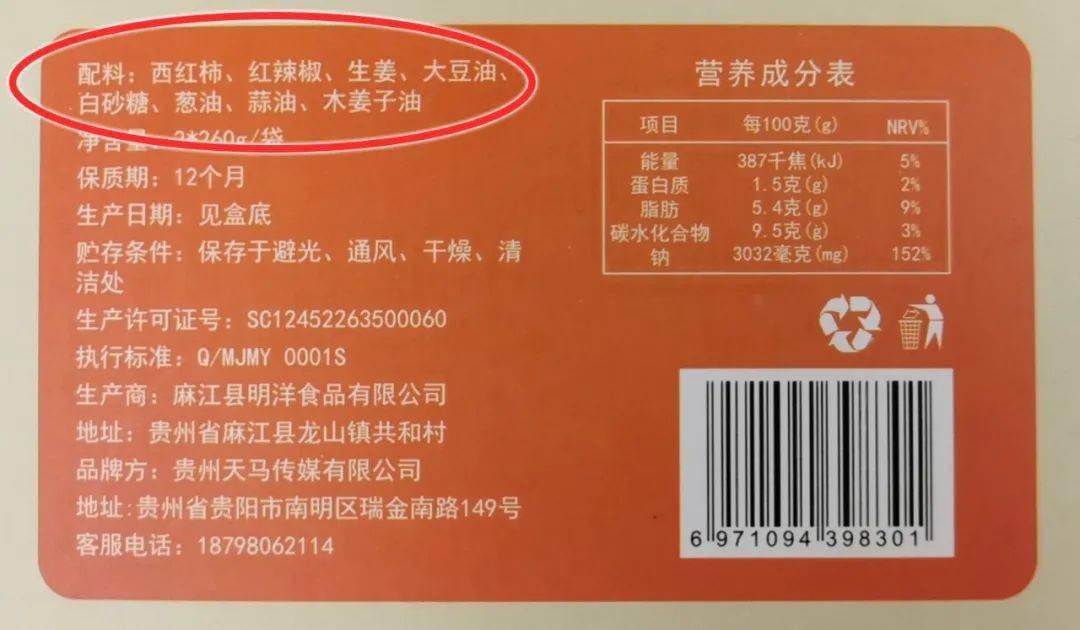 配料：西红柿、红辣椒、生姜、大豆油、
白砂糖、葱油、蒜油、木姜子油
净含量：2*260g/袋
保质期：12个月
生产日期：见盒底
贮存条件：保存于避光、通风、干燥、清
洁处
生产许可证号：SC12452263500060
执行标准：Q/MJMY 0001S
生产商：麻江县明洋食品有限公司
地址：贵州省麻江县龙山镇共和村
品牌方：贵州天马传媒有限公司
地址:贵州省贵阳市南明区瑞金南路149号
客服电话：18798062114
营养成分表
项目 每100克(g) NRV%
能量 387千焦(kJ) 5%
蛋白质 1.5克(g) 2%
脂肪 5.4克(g) 9%
碳水化合物 9.5克(g) 3%
钠 3032毫克(mg) 152%
6 971094 398301